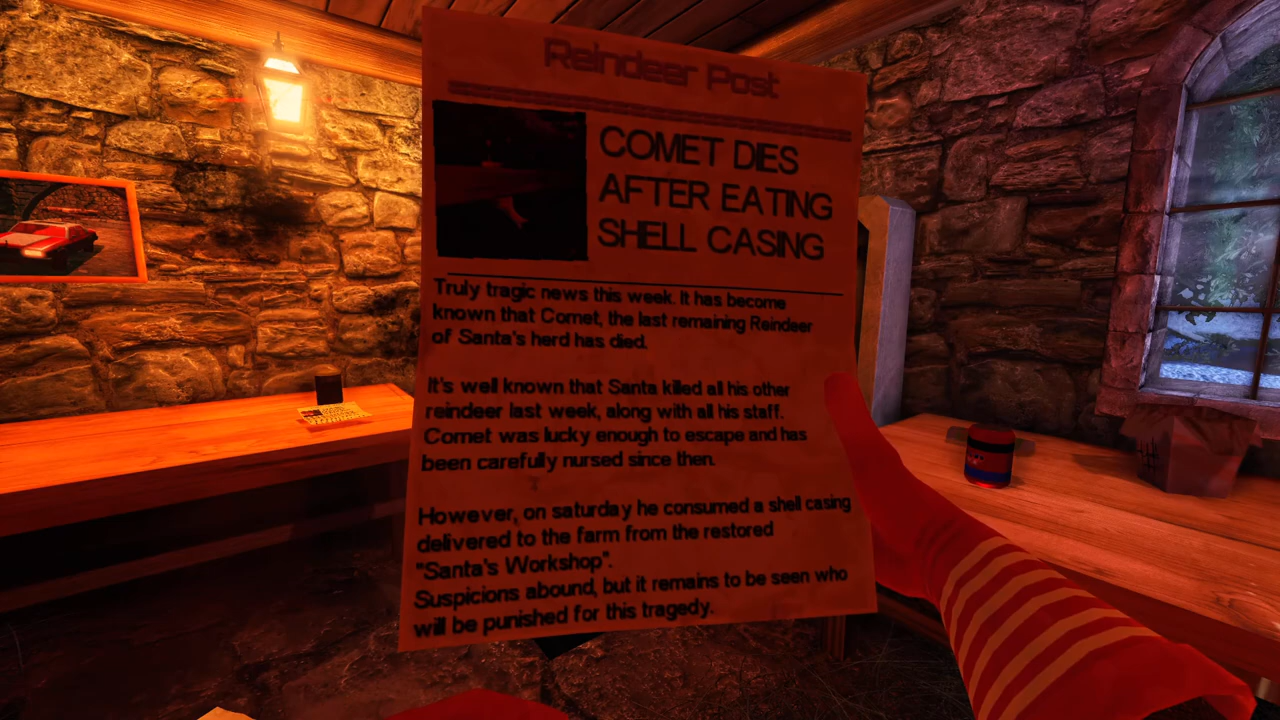 Reindeer Post
COMET DIES
AFTER EATING
SHELL CASING
Truly tragic news this week. It has become
known that Comet, the last remaining Reindeer
of Santa's herd has died.
It's well known that Santa killed all his other
reindeer last week, along with all his staff.
Comet was lucky enough to escape and has
been carefully nursed since then.
However, on saturday he consumed a shell casing
delivered to the farm from the restored
"Santa's Workshop".
Suspicions abound, but it remains to be seen who
will be punished for this tragedy.